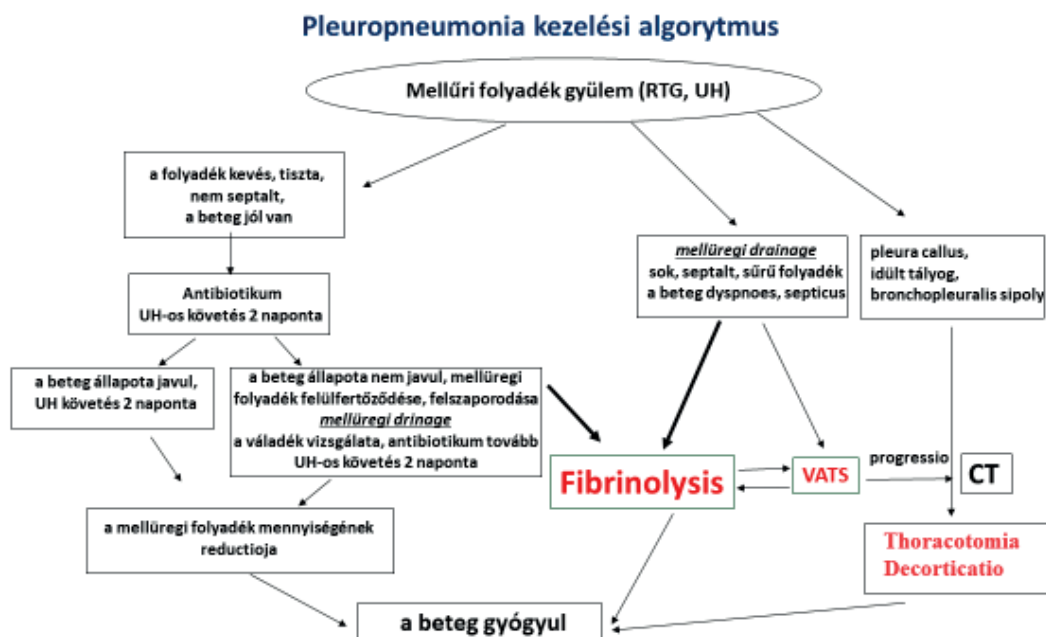 Pleuropneumonia kezelési algorytmus
Mellűri folyadék gyülem (RTG, UH)
a folyadék kevés, tiszta,
nem septalt,
a beteg jól van
mellüregi drainage
sok, septalt, sűrű folyadék
a beteg dyspnoes, septicus
pleura callus,
idült tályog,
bronchopleuralis sipoly
Antibiotikum
UH-os követés 2 naponta
a beteg állapota javul,
UH követés 2 naponta
a beteg állapota nem javul, mellüregi
folyadék felülfertőződése, felszaporodása
mellüregi drinage
a váladék vizsgálata, antibiotikum tovább
UH-os követés 2 naponta
Fibrinolysis
VATS
progressio
CT
a mellüregi folyadék mennyiségének
reductioja
Thoracotomia
Decorticatio
a beteg gyógyul